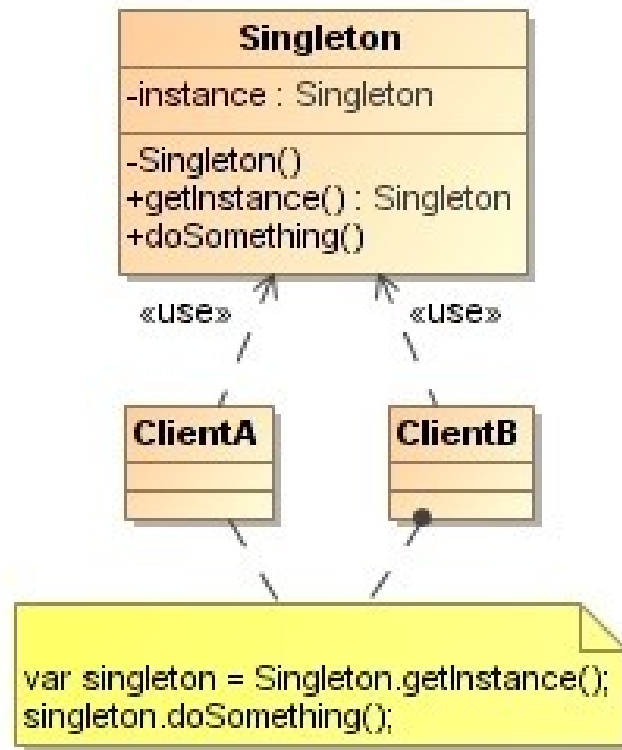 Singleton
-instance : Singleton
-Singleton()
+getInstance() : Singleton
+doSomething()
«use» «use»
ClientA ClientB
var singleton = Singleton.getInstance();
singleton.doSomething();